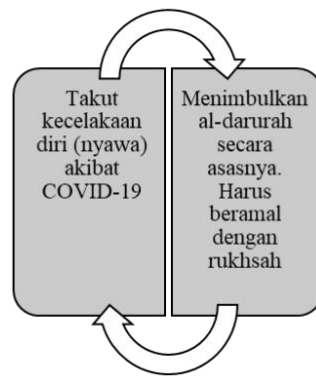 Takut
kecelakaan
diri (nyawa)
akibat
COVID-19
Menimbulkan
al-darurah
secara
asasnya.
Harus
beramal
dengan
rukhsah